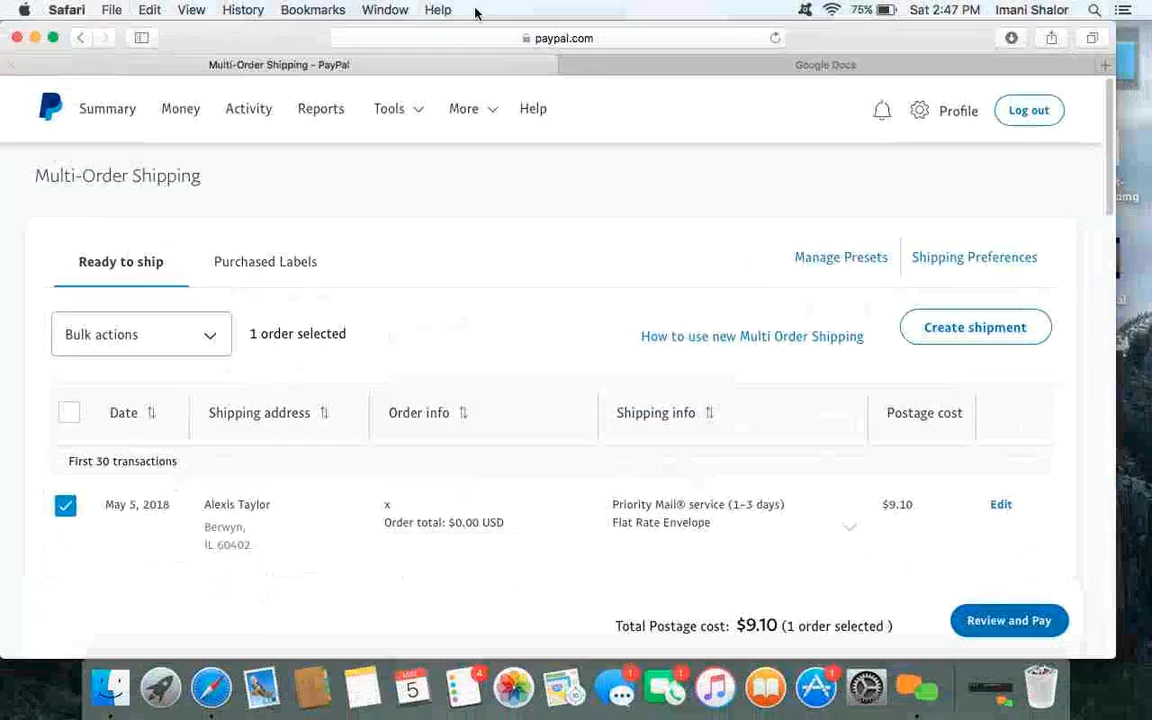 Safari File Edit View History Bookmarks Window Help 75% Sat 2:47 PM Imani Shalor
paypal.com
Multi-Order Shipping - PayPal Google Docs
Summary Money Activity Reports Tools More Help Profile Log out
Multi-Order Shipping
Ready to ship Purchased Labels Manage Presets Shipping Preferences
Bulk actions 1 order selected How to use new Multi Order Shipping Create shipment
Date Shipping address Order info Shipping info Postage cost
First 30 transactions
May 5, 2018 Alexis Taylor x Priority Mail® service (1-3 days) $9.10 Edit
Order total: $0.00 USD Flat Rate Envelope
Berwyn,
IL 60402
Total Postage cost: $9.10 (1 order selected ) Review and Pay
5 4 1 1 1